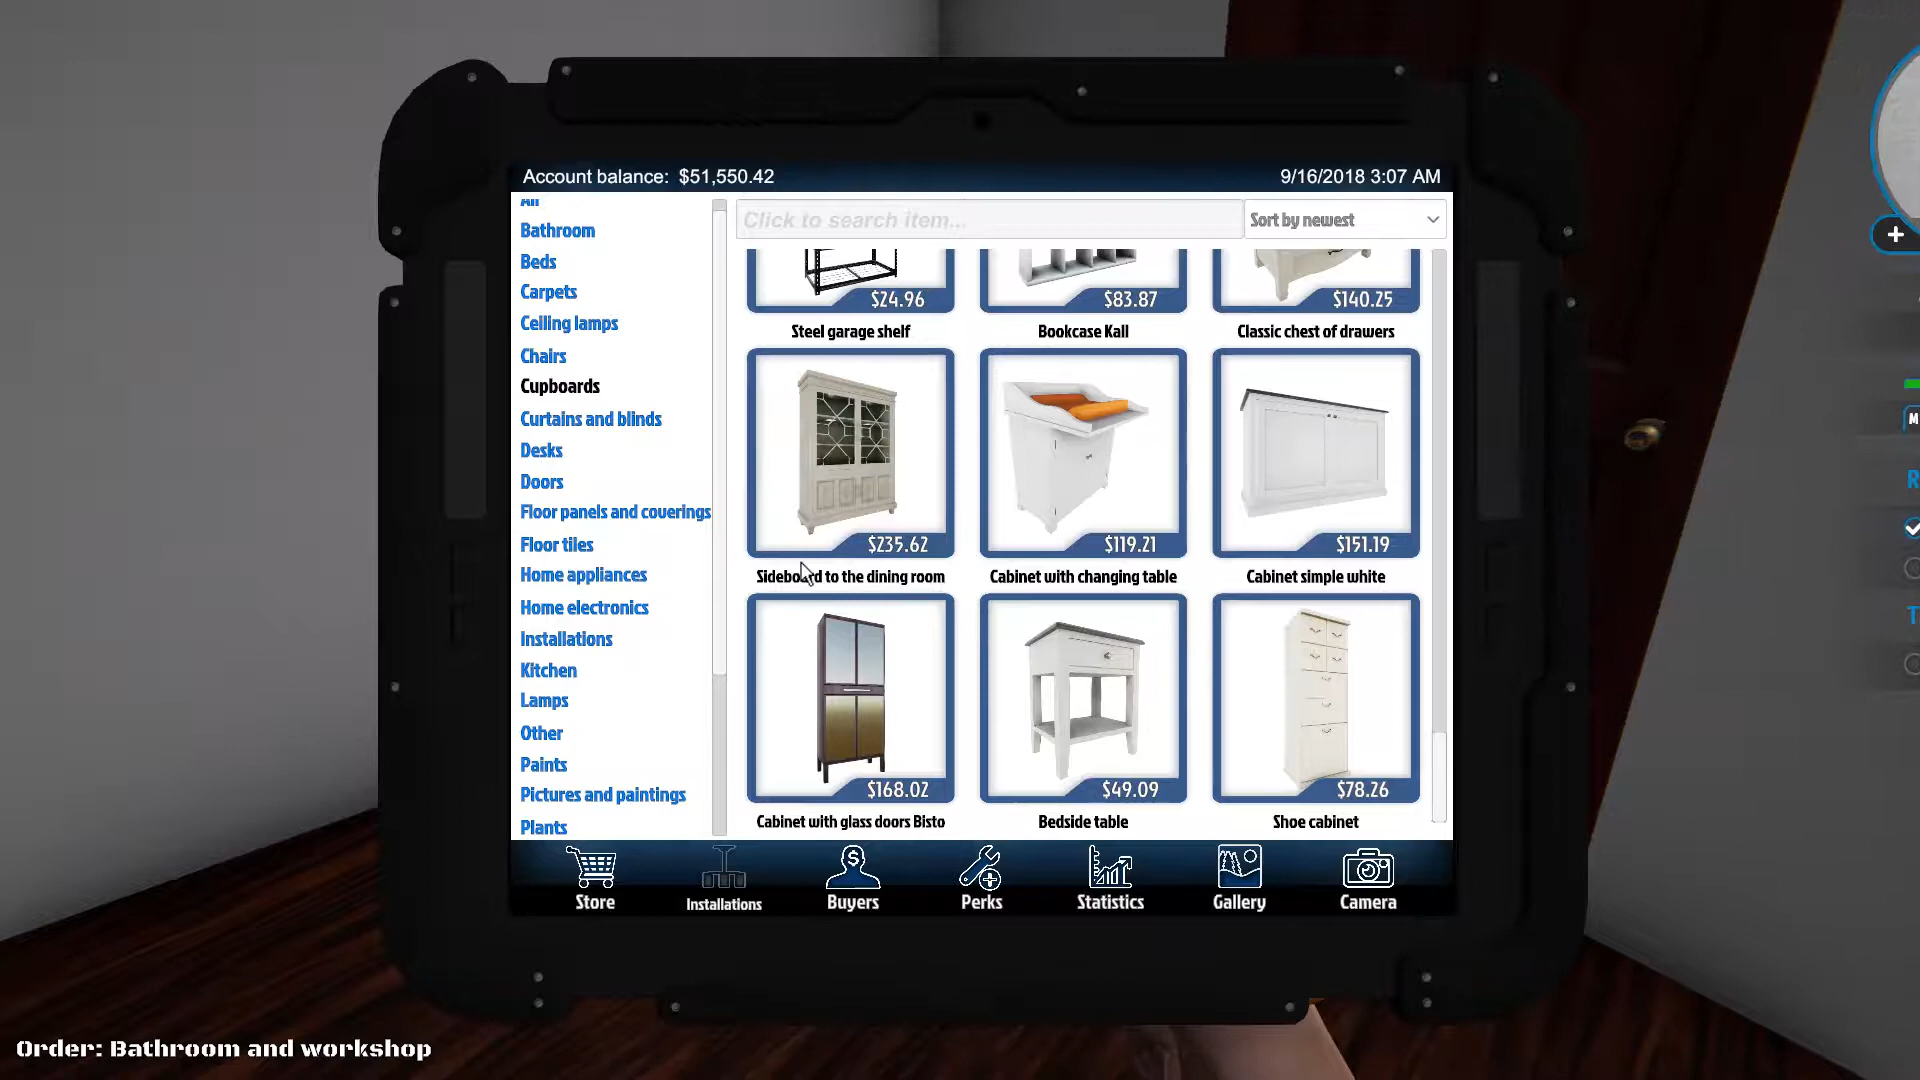 Account balance: $51,550.42
9/16/2018 3:07 AM
All
Bathroom
Beds
Carpets
Ceiling lamps
Chairs
Cupboards
Curtains and blinds
Desks
Doors
Floor panels and coverings
Floor tiles
Home appliances
Home electronics
Installations
Kitchen
Lamps
Other
Paints
Pictures and paintings
Plants
Click to search item...
Sort by newest
$24.96
$83.87
$140.25
Steel garage shelf
Bookcase Kall
Classic chest of drawers
$235.62
$119.21
$151.19
Sideboard to the dining room
Cabinet with changing table
Cabinet simple white
$168.02
$49.09
$78.26
Cabinet with glass doors Bisto
Bedside table
Shoe cabinet
Store
Installations
Buyers
Perks
Statistics
Gallery
Camera
M
R
T
Order: Bathroom and workshop